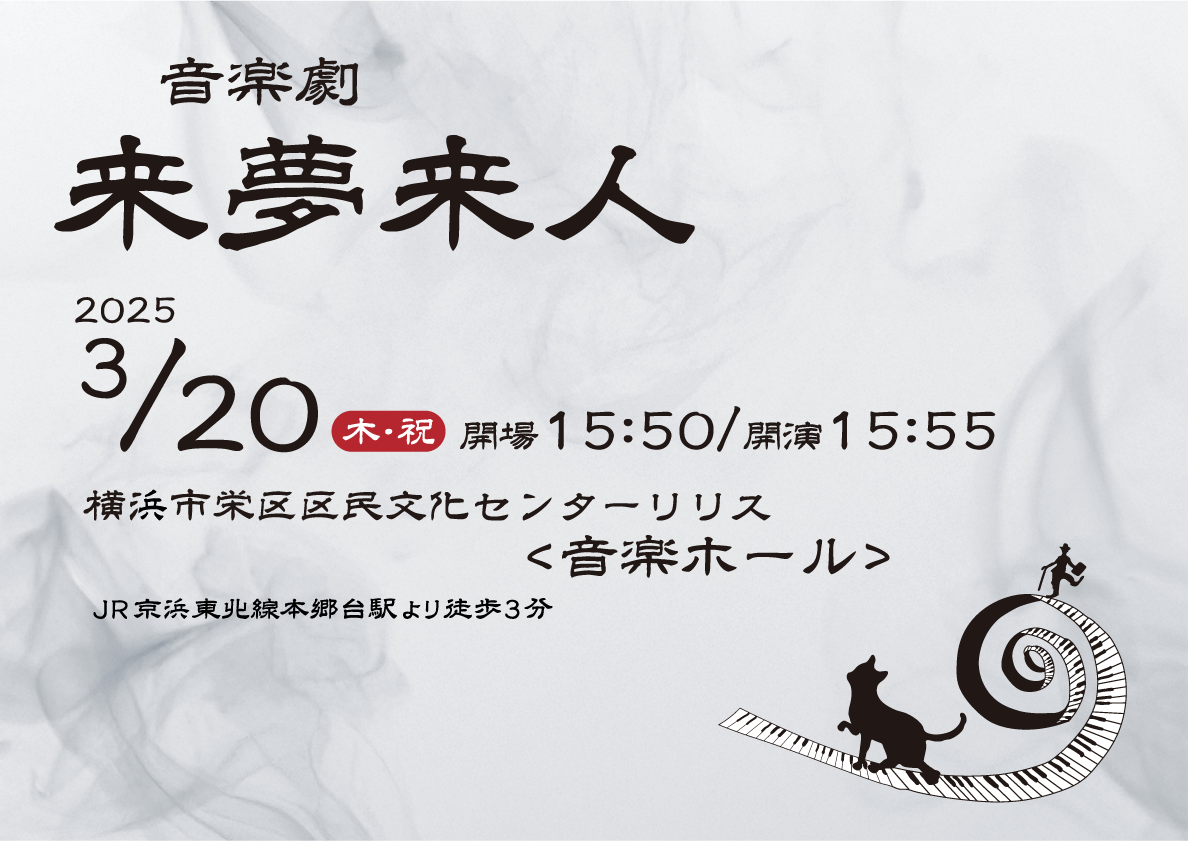 音楽劇
来夢来人
2025
3/20 木・祝 開場15:50/開演15:55
横浜市栄区区民文化センターリリス
<音楽ホール>
JR京浜東北線本郷台駅より徒歩3分